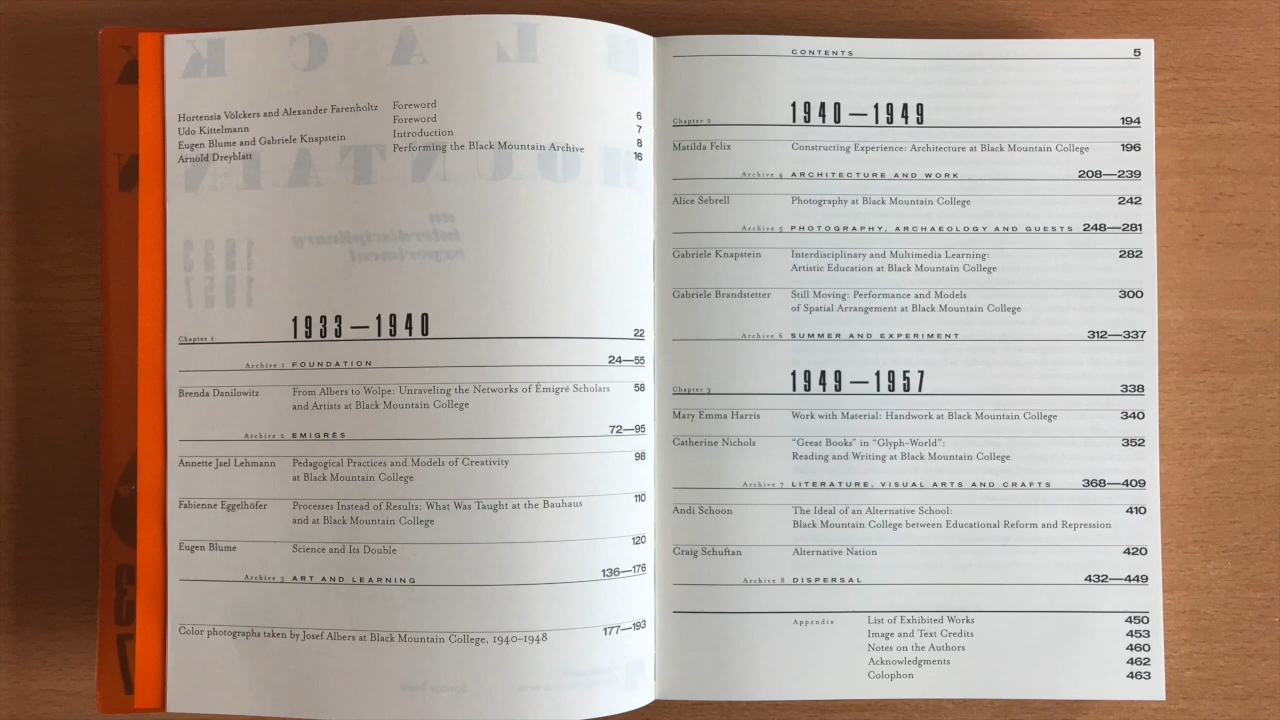 Hortensia Völckers and Alexander Farenholtz Foreword 6
Udo Kittelmann Foreword 7
Eugen Blume and Gabriele Knapstein Introduction 8
Arnold Dreyblatt Performing the Black Mountain Archive 16
Chapter 1 1933—1940 22
Archive 1 FOUNDATION 24—55
Brenda Danilowitz From Albers to Wolpe: Unraveling the Networks of Émigré Scholars 58
and Artists at Black Mountain College
Archive 2 EMIGRÉS 72—95
Annette Jael Lehmann Pedagogical Practices and Models of Creativity 98
at Black Mountain College
Fabienne Eggelhöfer Processes Instead of Results: What Was Taught at the Bauhaus 110
and at Black Mountain College
Eugen Blume Science and Its Double 120
Archive 3 ART AND LEARNING 136—176
Color photographs taken by Josef Albers at Black Mountain College, 1940–1948 177—193
CONTENTS 5
Chapter 2 1940—1949 194
Matilda Felix Constructing Experience: Architecture at Black Mountain College 196
Archive 4 ARCHITECTURE AND WORK 208—239
Alice Sebrell Photography at Black Mountain College 242
Archive 5 PHOTOGRAPHY, ARCHAEOLOGY AND GUESTS 248—281
Gabriele Knapstein Interdisciplinary and Multimedia Learning: 282
Artistic Education at Black Mountain College
Gabriele Brandstetter Still Moving: Performance and Models 300
of Spatial Arrangement at Black Mountain College
Archive 6 SUMMER AND EXPERIMENT 312—337
Chapter 3 1949—1957 338
Mary Emma Harris Work with Material: Handwork at Black Mountain College 340
Catherine Nichols “Great Books” in “Glyph-World”: 352
Reading and Writing at Black Mountain College
Archive 7 LITERATURE, VISUAL ARTS AND CRAFTS 368—409
Andi Schoon The Ideal of an Alternative School: 410
Black Mountain College between Educational Reform and Repression
Craig Schuftan Alternative Nation 420
Archive 8 DISPERSAL 432—449
Appendix List of Exhibited Works 450
Image and Text Credits 453
Notes on the Authors 460
Acknowledgments 462
Colophon 463